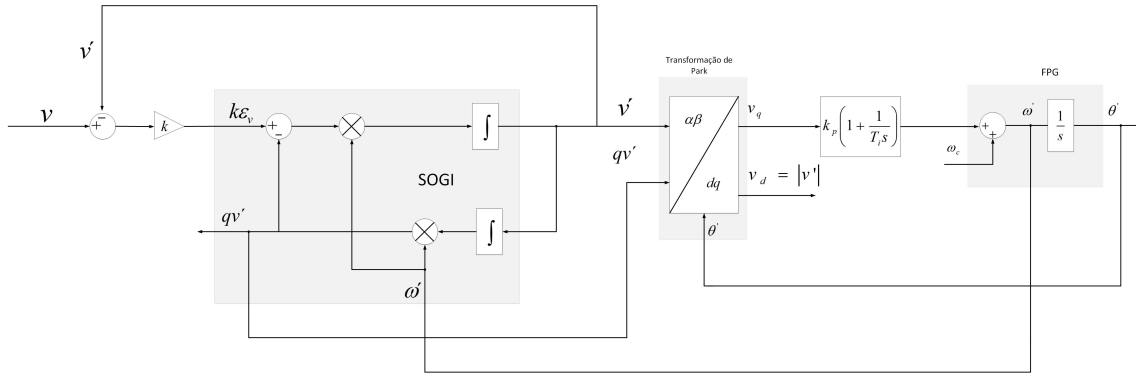 v´
v
+
−
k
kε_v
+
−
∫
SOGI
qv´
∫
ω´
v´
qv´
Transformação de
Park
αβ
dq
θ'
v_q
v_d = |v'|
k_p(1 + 1/(T_i s))
FPG
ω_c
+
+
ω'
1/s
θ'